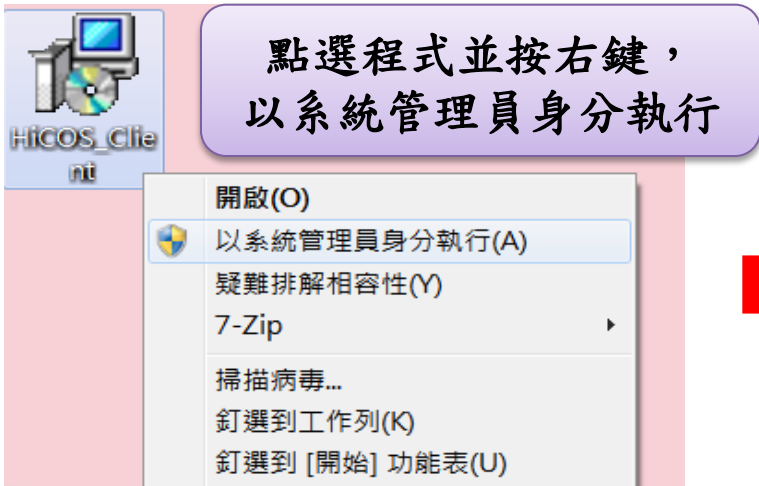 點選程式並按右鍵，
以系統管理員身分執行
HiCOS_Clie
nt
開啟(O)
以系統管理員身分執行(A)
疑難排解相容性(Y)
7-Zip
掃描病毒...
釘選到工作列(K)
釘選到 [開始] 功能表(U)